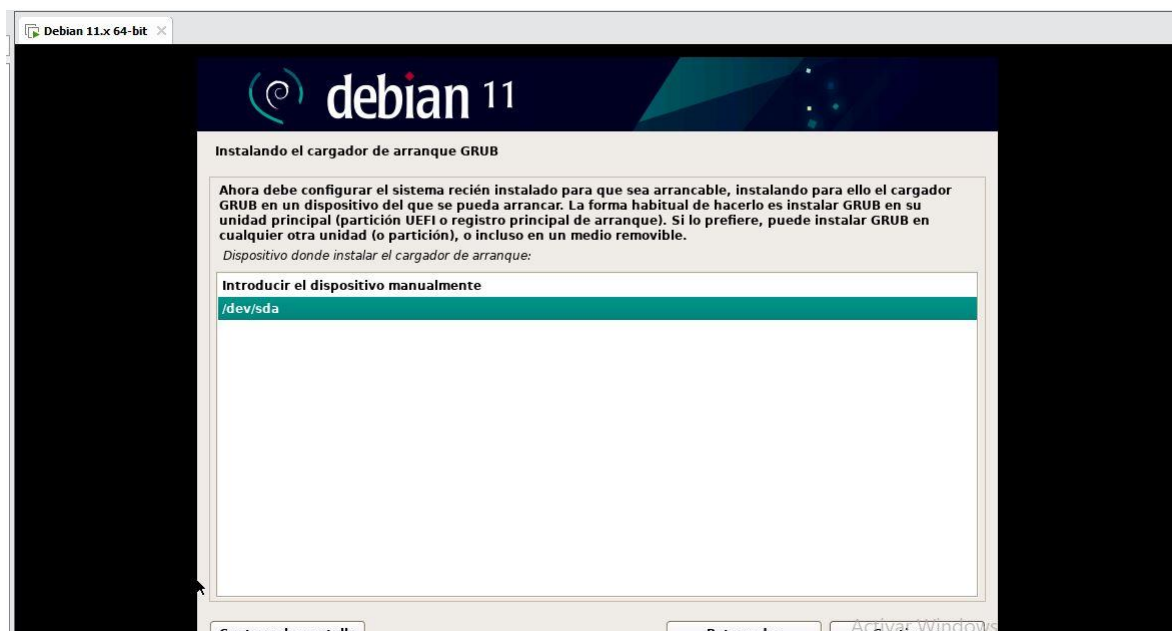 Debian 11.x 64-bit
debian 11
Instalando el cargador de arranque GRUB
Ahora debe configurar el sistema recién instalado para que sea arrancable, instalando para ello el cargador
GRUB en un dispositivo del que se pueda arrancar. La forma habitual de hacerlo es instalar GRUB en su
unidad principal (partición UEFI o registro principal de arranque). Si lo prefiere, puede instalar GRUB en
cualquier otra unidad (o partición), o incluso en un medio removible.
Dispositivo donde instalar el cargador de arranque:
Introducir el dispositivo manualmente
/dev/sda
Activar Windows